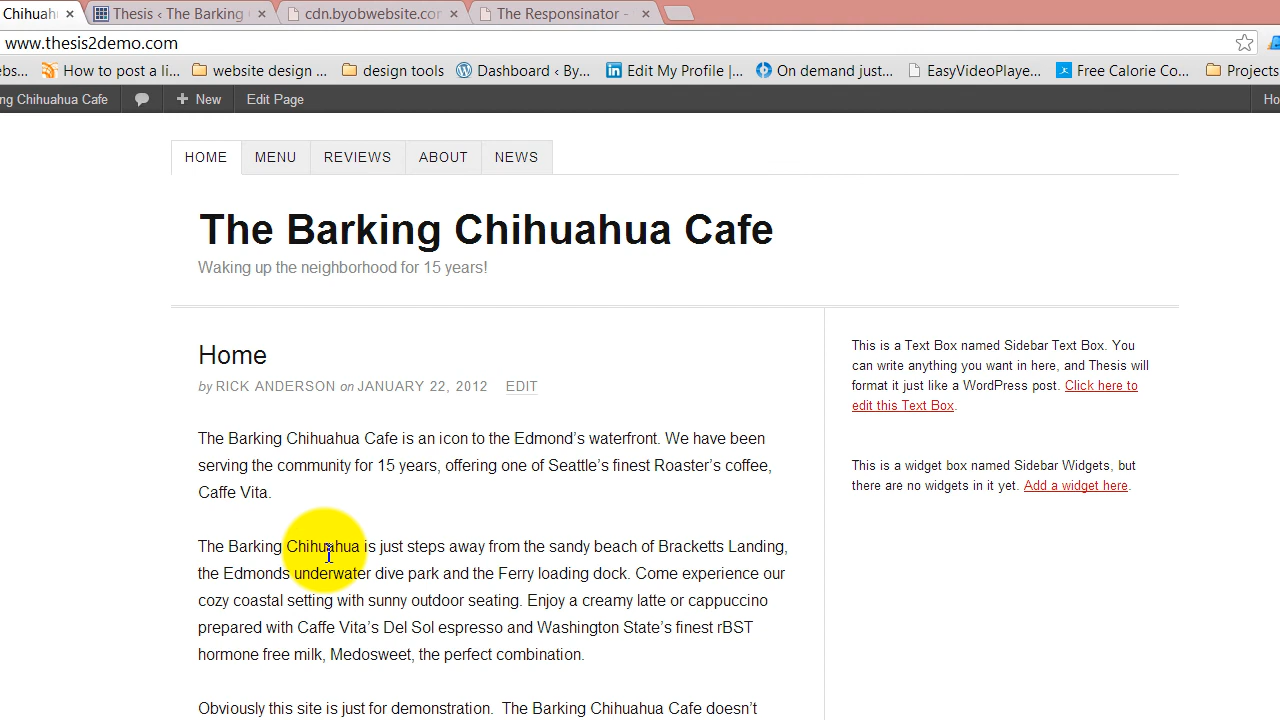 Chihuah
Thesis ‹ The Barking
cdn.byobwebsite.cor
The Responsinator -
www.thesis2demo.com
ebs...
How to post a li...
website design ...
design tools
Dashboard ‹ By...
Edit My Profile |...
On demand just...
EasyVideoPlaye...
Free Calorie Co...
Projects
ng Chihuahua Cafe
+ New
Edit Page
Ho
HOME
MENU
REVIEWS
ABOUT
NEWS
The Barking Chihuahua Cafe
Waking up the neighborhood for 15 years!
Home
by RICK ANDERSON on JANUARY 22, 2012 EDIT
The Barking Chihuahua Cafe is an icon to the Edmond’s waterfront. We have been
serving the community for 15 years, offering one of Seattle’s finest Roaster’s coffee,
Caffe Vita.
The Barking Chihuahua is just steps away from the sandy beach of Bracketts Landing,
the Edmonds underwater dive park and the Ferry loading dock. Come experience our
cozy coastal setting with sunny outdoor seating. Enjoy a creamy latte or cappuccino
prepared with Caffe Vita’s Del Sol espresso and Washington State’s finest rBST
hormone free milk, Medosweet, the perfect combination.
Obviously this site is just for demonstration.  The Barking Chihuahua Cafe doesn’t
This is a Text Box named Sidebar Text Box. You
can write anything you want in here, and Thesis will
format it just like a WordPress post. Click here to
edit this Text Box.
This is a widget box named Sidebar Widgets, but
there are no widgets in it yet. Add a widget here.